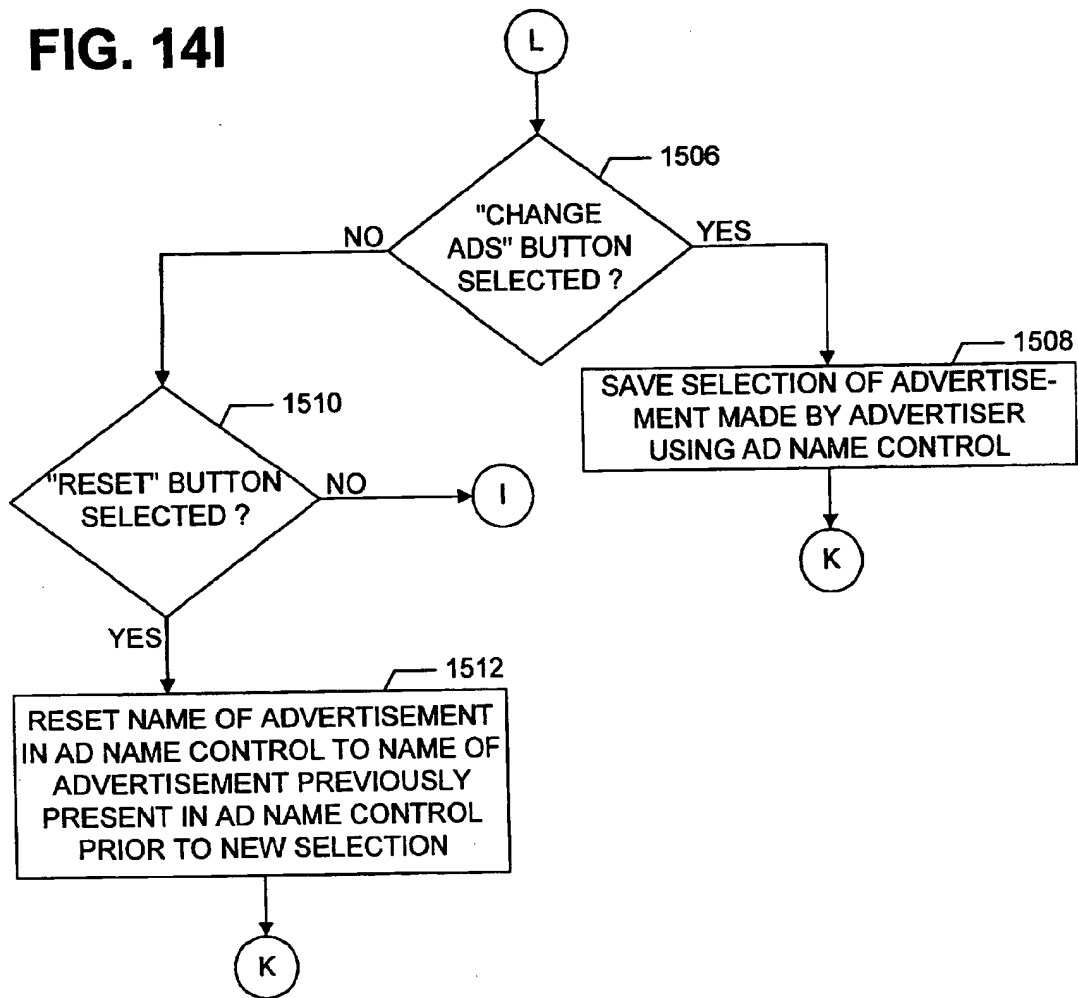 FIG. 14I
L
1506
"CHANGE
ADS" BUTTON
SELECTED ?
NO
YES
1508
SAVE SELECTION OF ADVERTISE-
MENT MADE BY ADVERTISER
USING AD NAME CONTROL
K
1510
"RESET" BUTTON
SELECTED ?
NO
I
YES
1512
RESET NAME OF ADVERTISEMENT
IN AD NAME CONTROL TO NAME OF
ADVERTISEMENT PREVIOUSLY
PRESENT IN AD NAME CONTROL
PRIOR TO NEW SELECTION
K